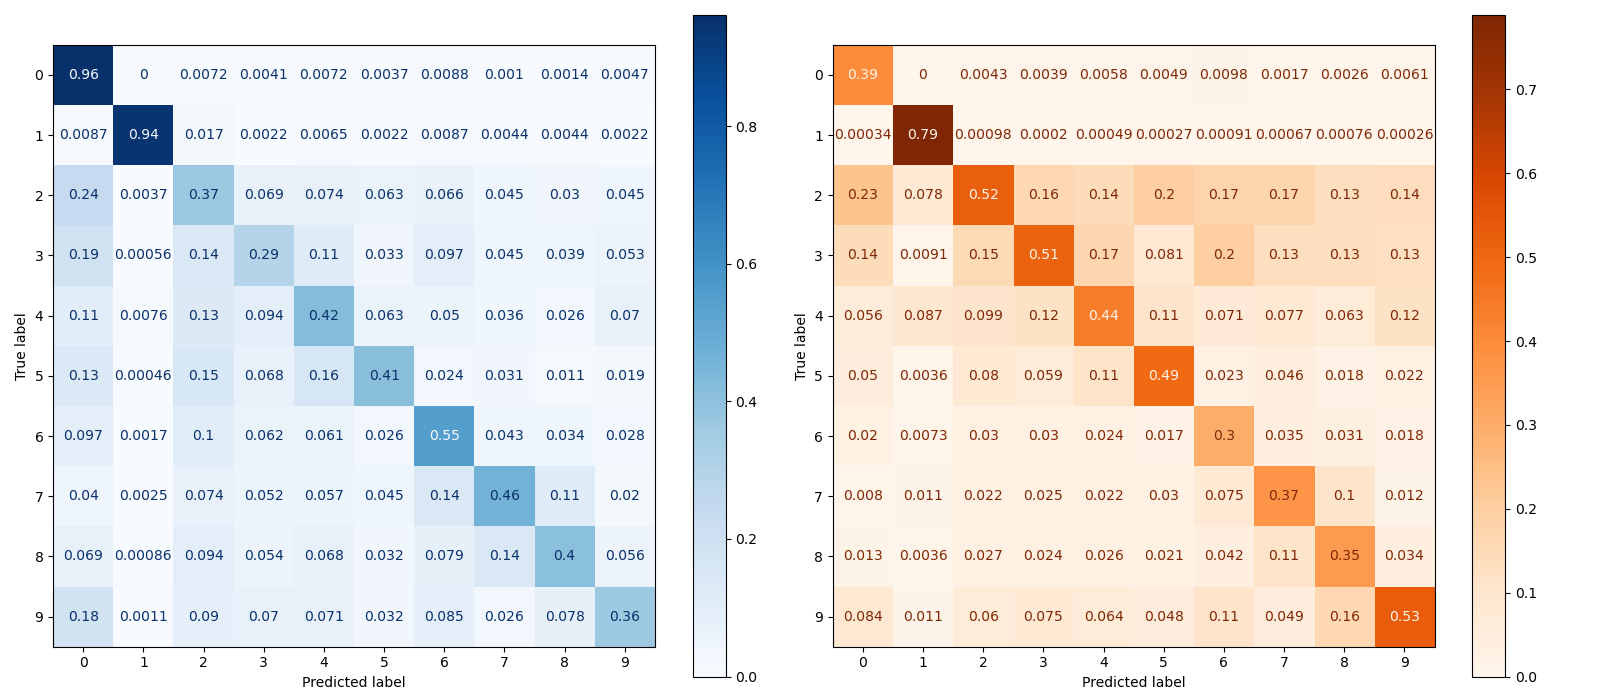 0 0.96 0 0.0072 0.0041 0.0072 0.0037 0.0088 0.001 0.0014 0.0047
1 0.0087 0.94 0.017 0.0022 0.0065 0.0022 0.0087 0.0044 0.0044 0.0022
2 0.24 0.0037 0.37 0.069 0.074 0.063 0.066 0.045 0.03 0.045
3 0.19 0.00056 0.14 0.29 0.11 0.033 0.097 0.045 0.039 0.053
4 0.11 0.0076 0.13 0.094 0.42 0.063 0.05 0.036 0.026 0.07
5 0.13 0.00046 0.15 0.068 0.16 0.41 0.024 0.031 0.011 0.019
6 0.097 0.0017 0.1 0.062 0.061 0.026 0.55 0.043 0.034 0.028
7 0.04 0.0025 0.074 0.052 0.057 0.045 0.14 0.46 0.11 0.02
8 0.069 0.00086 0.094 0.054 0.068 0.032 0.079 0.14 0.4 0.056
9 0.18 0.0011 0.09 0.07 0.071 0.032 0.085 0.026 0.078 0.36
0 1 2 3 4 5 6 7 8 9
Predicted label
True label
0.8
0.6
0.4
0.2
0.0
0 0.39 0 0.0043 0.0039 0.0058 0.0049 0.0098 0.0017 0.0026 0.0061
1 0.00034 0.79 0.00098 0.0002 0.00049 0.00027 0.00091 0.00067 0.00076 0.00026
2 0.23 0.078 0.52 0.16 0.14 0.2 0.17 0.17 0.13 0.14
3 0.14 0.0091 0.15 0.51 0.17 0.081 0.2 0.13 0.13 0.13
4 0.056 0.087 0.099 0.12 0.44 0.11 0.071 0.077 0.063 0.12
5 0.05 0.0036 0.08 0.059 0.11 0.49 0.023 0.046 0.018 0.022
6 0.02 0.0073 0.03 0.03 0.024 0.017 0.3 0.035 0.031 0.018
7 0.008 0.011 0.022 0.025 0.022 0.03 0.075 0.37 0.1 0.012
8 0.013 0.0036 0.027 0.024 0.026 0.021 0.042 0.11 0.35 0.034
9 0.084 0.011 0.06 0.075 0.064 0.048 0.11 0.049 0.16 0.53
0 1 2 3 4 5 6 7 8 9
Predicted label
True label
0.7
0.6
0.5
0.4
0.3
0.2
0.1
0.0